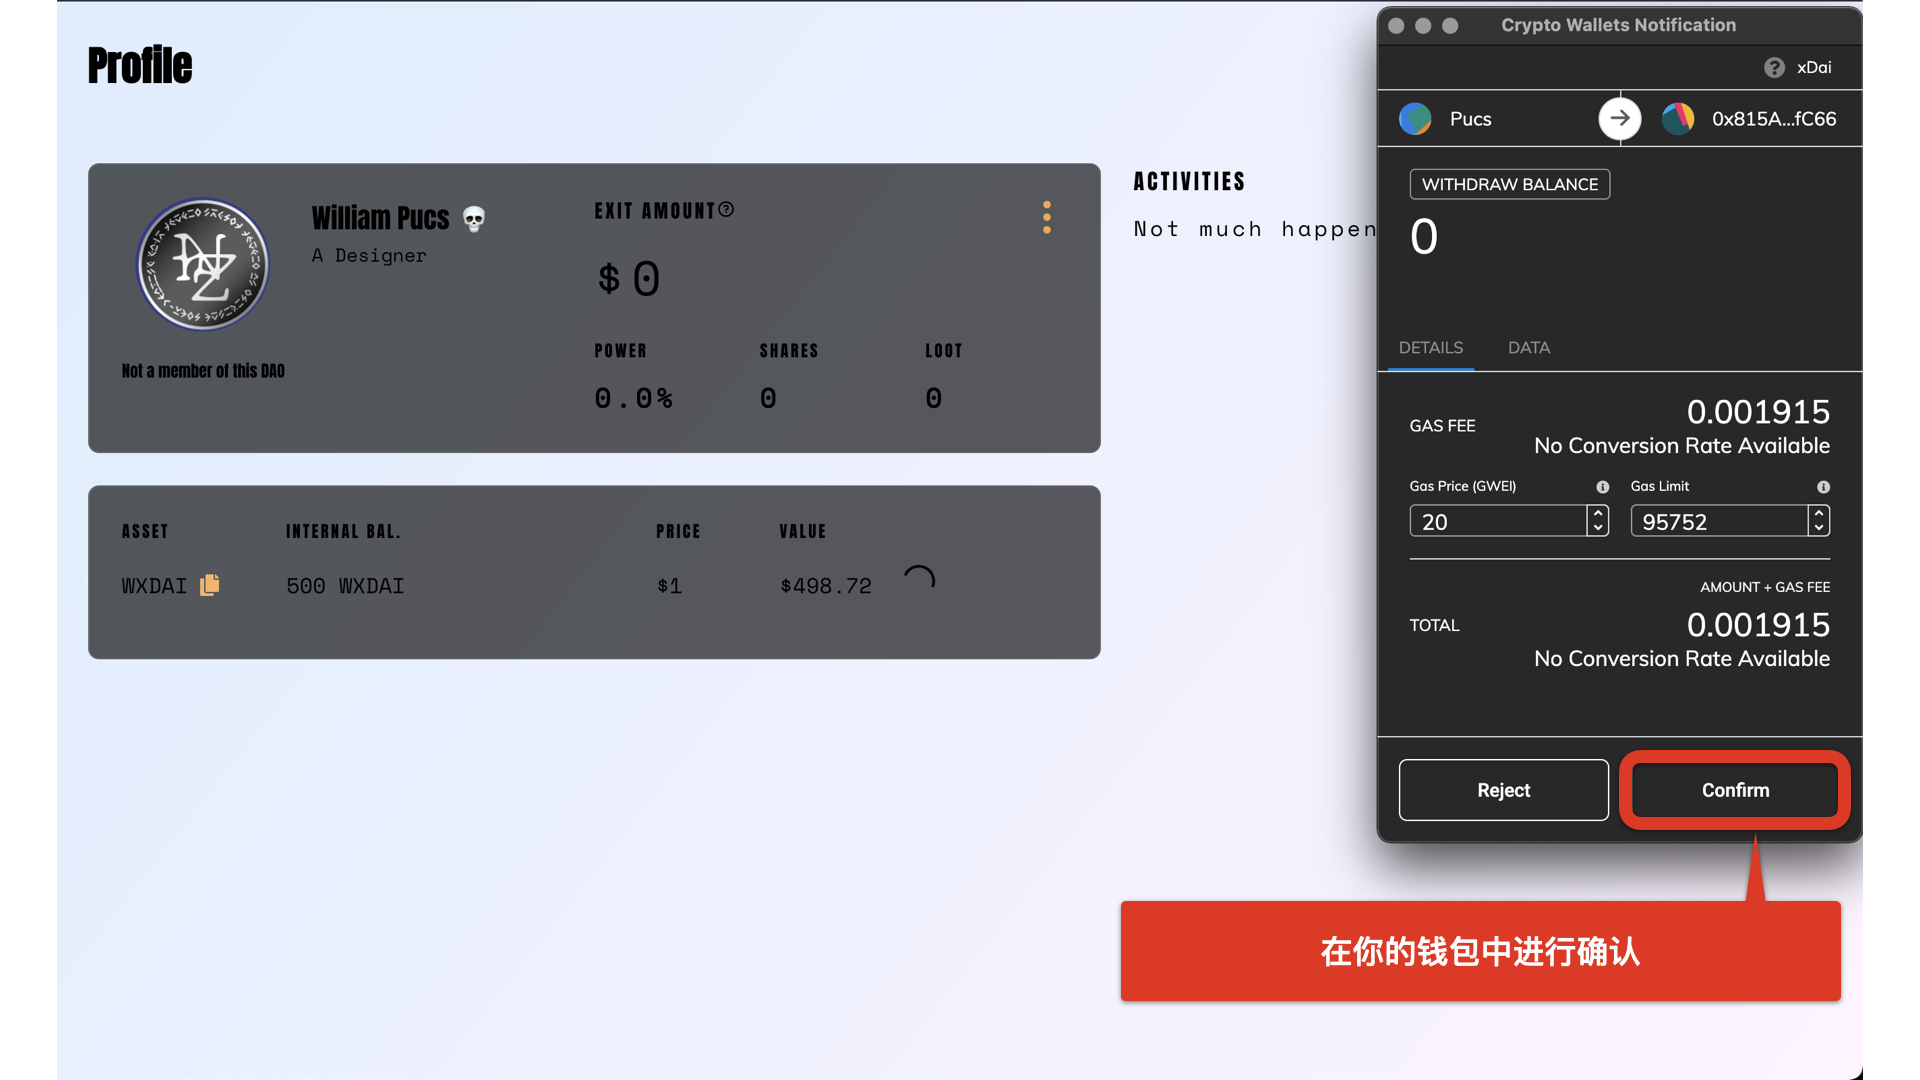 Profile
William Pucs 💀
A Designer
Not a member of this DAO
EXIT AMOUNT
$0
POWER
SHARES
LOOT
0.0%
0
0
ASSET
INTERNAL BAL.
PRICE
VALUE
WXDAI
500 WXDAI
$1
$498.72
ACTIVITIES
Not much happen
Crypto Wallets Notification
xDai
Pucs
0x815A...fC66
WITHDRAW BALANCE
0
DETAILS
DATA
GAS FEE
0.001915
No Conversion Rate Available
Gas Price (GWEI)
Gas Limit
20
95752
AMOUNT + GAS FEE
TOTAL
0.001915
No Conversion Rate Available
Reject
Confirm
在你的钱包中进行确认